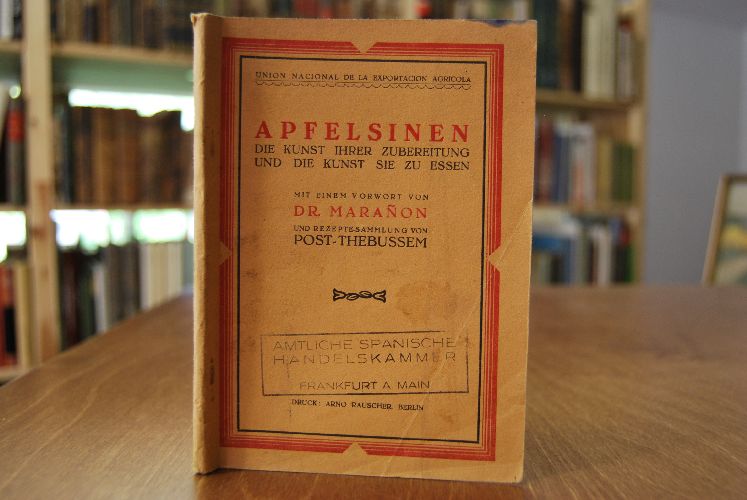 UNION NACIONAL DE LA EXPORTACION AGRICOLA
APFELSINEN
DIE KUNST IHRER ZUBEREITUNG
UND DIE KUNST SIE ZU ESSEN
MIT EINEM VORWORT VON
DR. MARAÑON
UND REZEPTE-SAMMLUNG VON
POST-THEBUSSEM
AMTLICHE SPANISCHE
HANDELSKAMMER
FRANKFURT A. MAIN
DRUCK: ARNO RAUSCHER, BERLIN